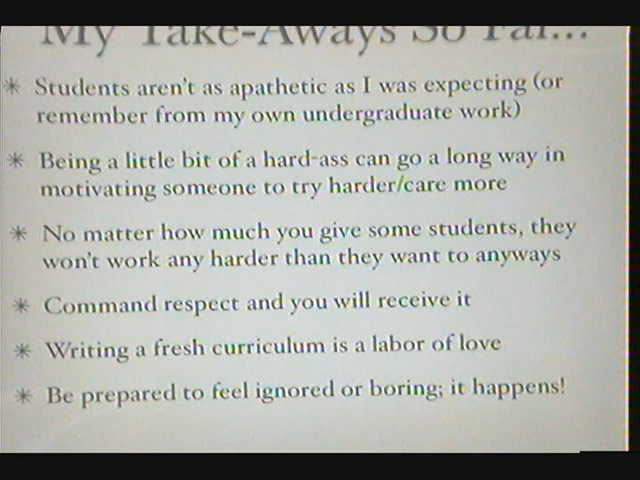 My Take-Aways So Far...
* Students aren't as apathetic as I was expecting (or
remember from my own undergraduate work)
* Being a little bit of a hard-ass can go a long way in
motivating someone to try harder/care more
* No matter how much you give some students, they
won't work any harder than they want to anyways
* Command respect and you will receive it
* Writing a fresh curriculum is a labor of love
* Be prepared to feel ignored or boring; it happens!